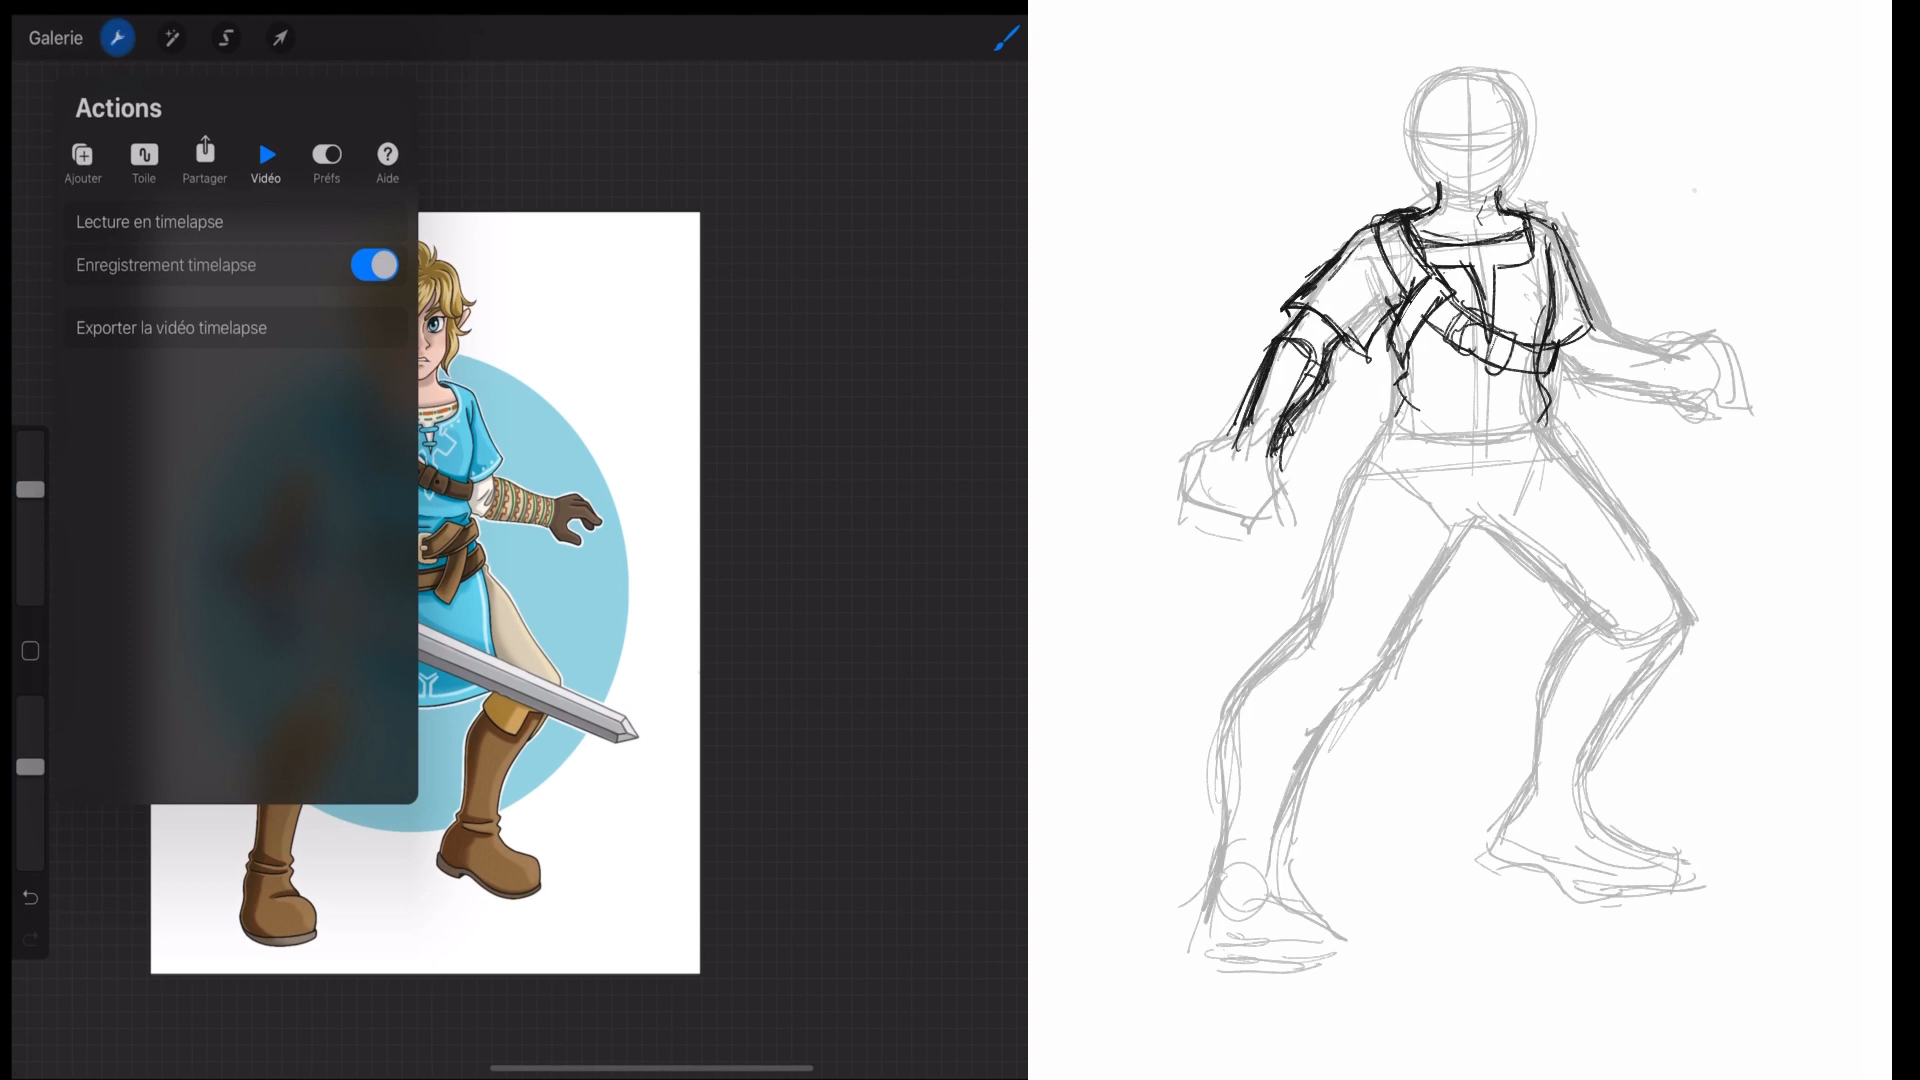 Galerie
Actions
Ajouter Toile Partager Vidéo Préfs Aide
Lecture en timelapse
Enregistrement timelapse
Exporter la vidéo timelapse